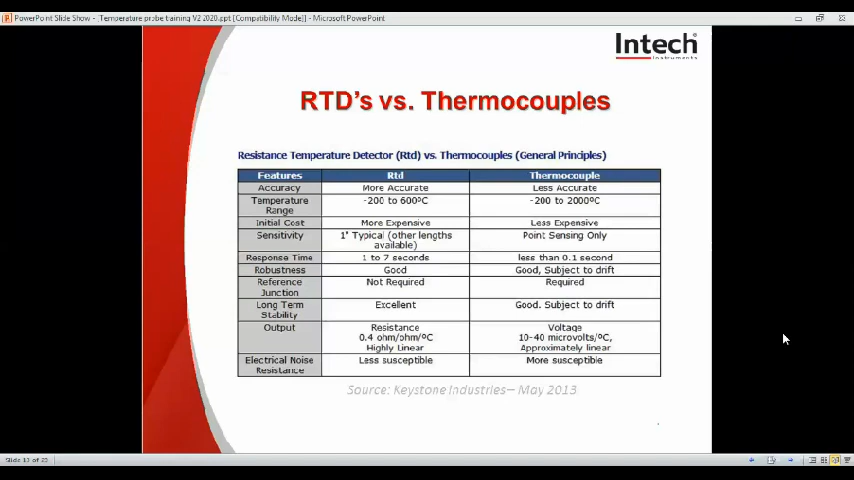 PowerPoint Slide Show - [Temperature probe training V2 2020.ppt [Compatibility Mode]] - Microsoft PowerPoint
Intech®
Instruments
RTD's vs. Thermocouples
Resistance Temperature Detector (Rtd) vs. Thermocouples (General Principles)
Features Rtd Thermocouple
Accuracy More Accurate Less Accurate
Temperature Range -200 to 600ºC -200 to 2000ºC
Initial Cost More Expensive Less Expensive
Sensitivity 1" Typical (other lengths available) Point Sensing Only
Response Time 1 to 7 seconds less than 0.1 second
Robustness Good Good, Subject to drift
Reference Junction Not Required Required
Long Term Stability Excellent Good. Subject to drift
Output Resistance 0.4 ohm/ohm/ºC Highly Linear Voltage 10-40 microvolts/ºC, Approximately linear
Electrical Noise Resistance Less susceptible More susceptible
Source: Keystone Industries– May 2013